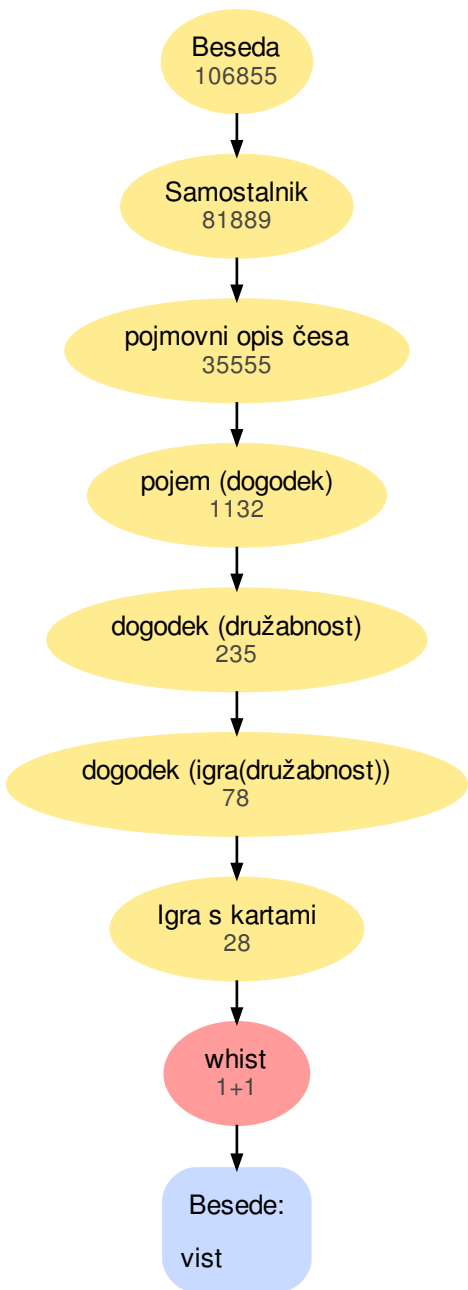 Beseda
106855
Samostalnik
81889
pojmovni opis česa
35555
pojem (dogodek)
1132
dogodek (družabnost)
235
dogodek (igra(družabnost))
78
Igra s kartami
28
whist
1+1
Besede:
vist